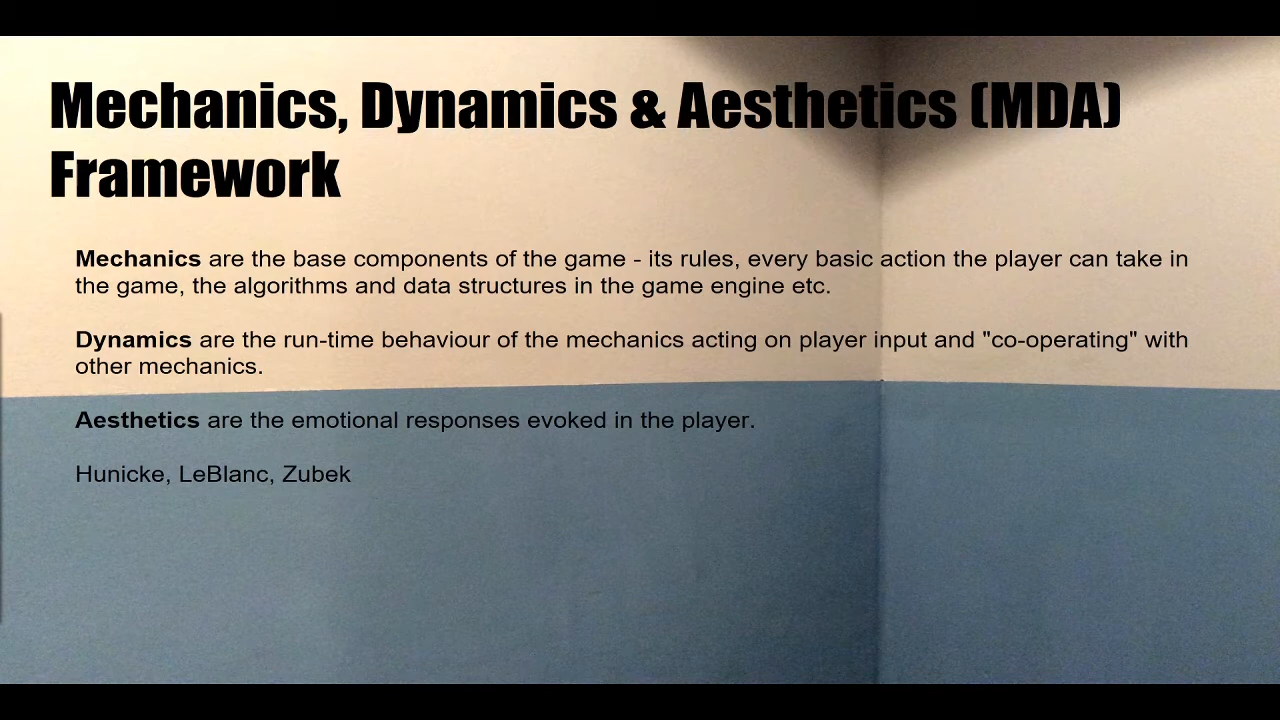 Mechanics, Dynamics & Aesthetics (MDA)
Framework
Mechanics are the base components of the game - its rules, every basic action the player can take in
the game, the algorithms and data structures in the game engine etc.
Dynamics are the run-time behaviour of the mechanics acting on player input and "co-operating" with
other mechanics.
Aesthetics are the emotional responses evoked in the player.
Hunicke, LeBlanc, Zubek